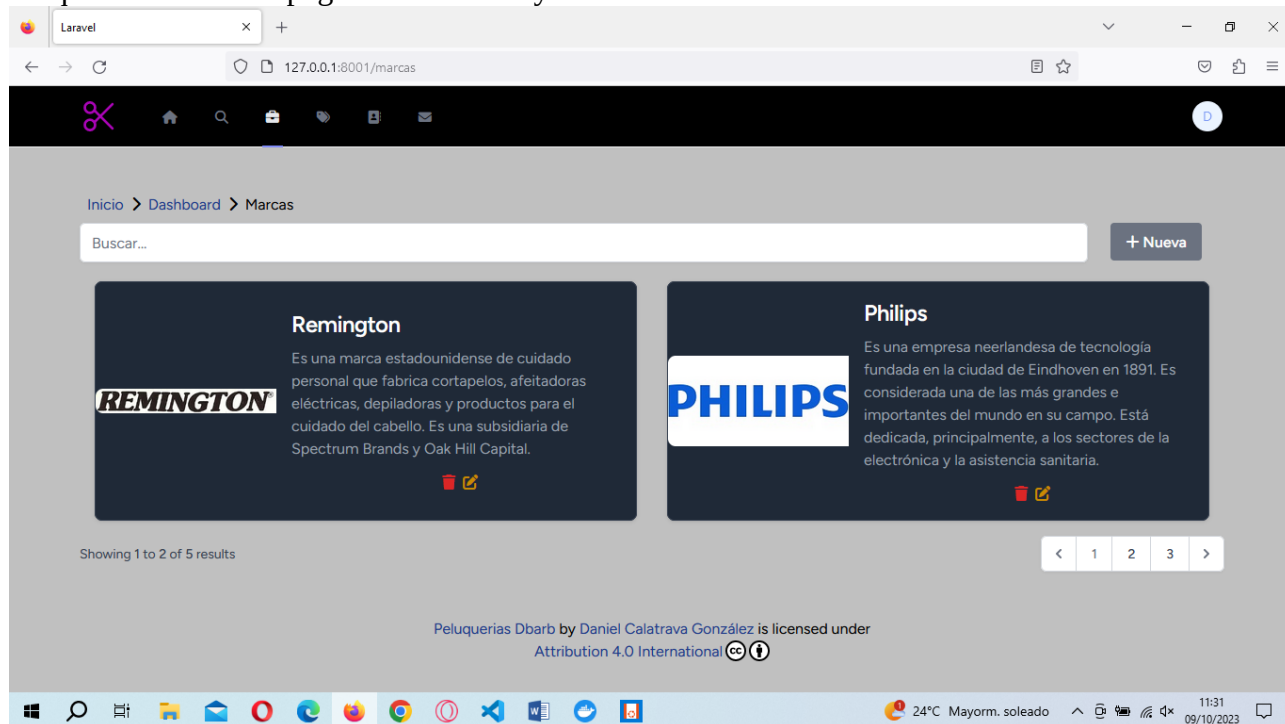 Laravel
127.0.0.1:8001/marcas
D
Inicio Dashboard Marcas
Buscar...
+ Nueva
REMINGTON
Remington
Es una marca estadounidense de cuidado
personal que fabrica cortapelos, afeitadoras
eléctricas, depiladoras y productos para el
cuidado del cabello. Es una subsidiaria de
Spectrum Brands y Oak Hill Capital.
PHILIPS
Philips
Es una empresa neerlandesa de tecnología
fundada en la ciudad de Eindhoven en 1891. Es
considerada una de las más grandes e
importantes del mundo en su campo. Está
dedicada, principalmente, a los sectores de la
electrónica y la asistencia sanitaria.
Showing 1 to 2 of 5 results
1 2 3
Peluquerias Dbarb by Daniel Calatrava González is licensed under
Attribution 4.0 International
24°C Mayorm. soleado
11:31
09/10/2023